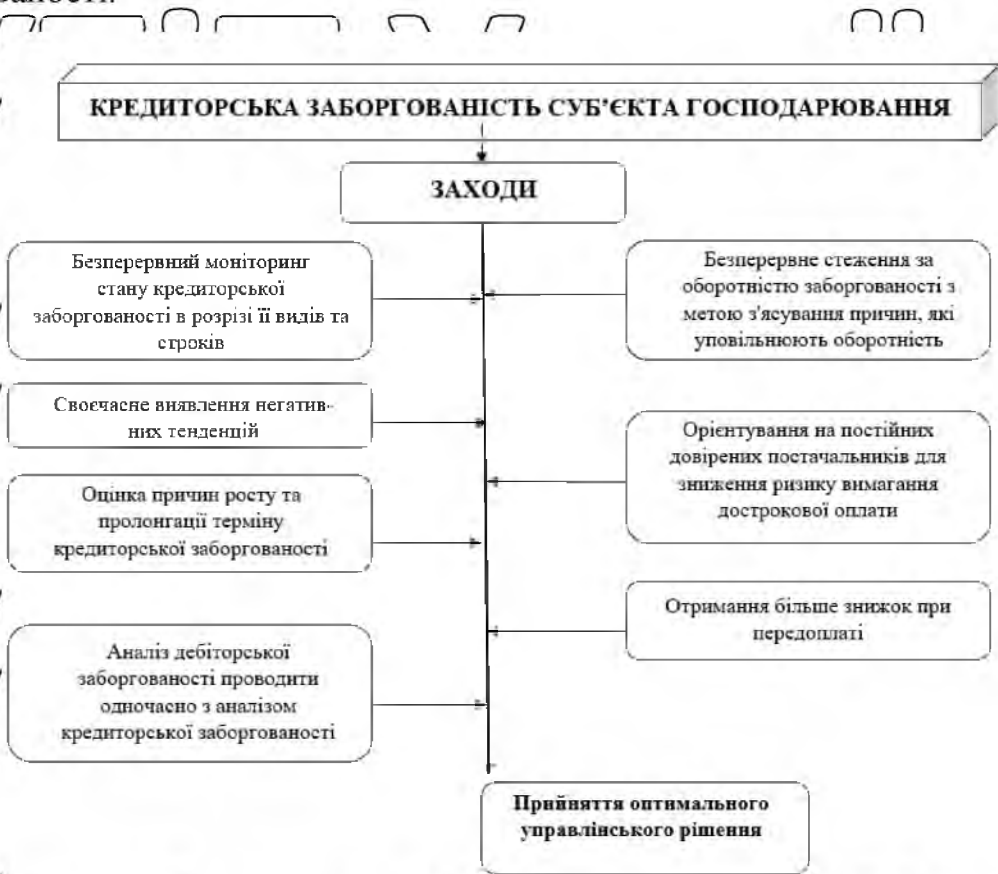 КРЕДИТОРСЬКА ЗАБОРГОВАНІСТЬ СУБ'ЄКТА ГОСПОДАРЮВАННЯ
ЗАХОДИ
Безперервний моніторинг
стану кредиторської
заборгованості в розрізі її видів та
строків
Своєчасне виявлення негатив-
них тенденцій
Оцінка причин росту та
пролонгації терміну
кредиторської заборгованості
Аналіз дебіторської
заборгованості проводити
одночасно з аналізом
кредиторської заборгованості
Безперервне стеження за
оборотністю заборгованості з
метою з'ясування причин, які
уповільнюють оборотність
Орієнтування на постійних
довірених постачальників для
зниження ризику вимагання
дострокової оплати
Отримання більше знижок при
передоплаті
Прийняття оптимального
управлінського рішення